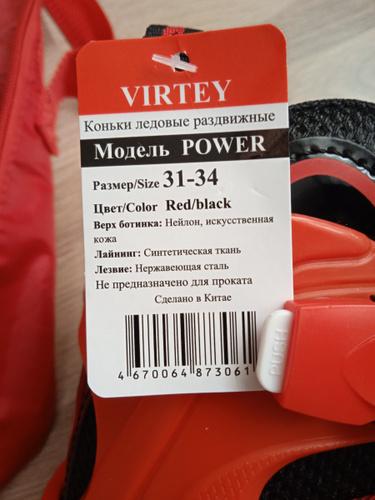 VIRTEY
Коньки ледовые раздвижные
Модель POWER
Размер/Size 31-34
Цвет/Color Red/black
Верх ботинка: Нейлон, искусственная
кожа
Лайнинг: Синтетическая ткань
Лезвие: Нержавеющая сталь
Не предназначено для проката
Сделано в Китае
4 670064 873061
PUSH